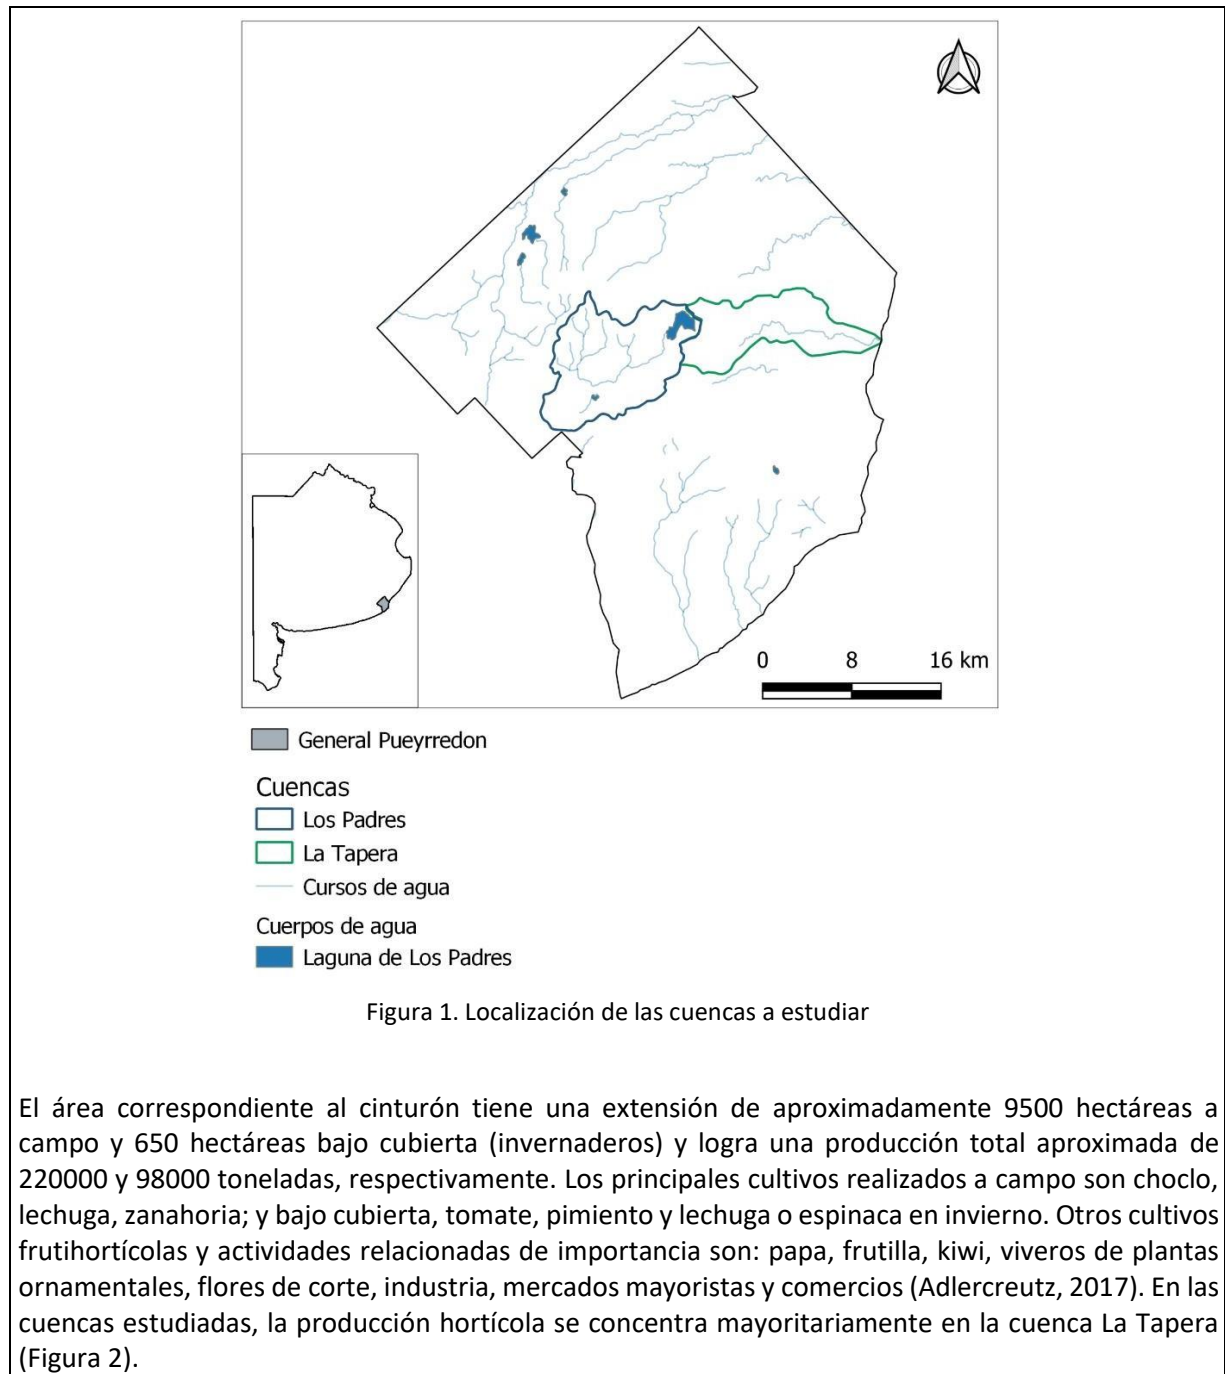 0 8 16 km
General Pueyrredon
Cuencas
Los Padres
La Tapera
Cursos de agua
Cuerpos de agua
Laguna de Los Padres
Figura 1. Localización de las cuencas a estudiar
El área correspondiente al cinturón tiene una extensión de aproximadamente 9500 hectáreas a
campo y 650 hectáreas bajo cubierta (invernaderos) y logra una producción total aproximada de
220000 y 98000 toneladas, respectivamente. Los principales cultivos realizados a campo son choclo,
lechuga, zanahoria; y bajo cubierta, tomate, pimiento y lechuga o espinaca en invierno. Otros cultivos
frutihortícolas y actividades relacionadas de importancia son: papa, frutilla, kiwi, viveros de plantas
ornamentales, flores de corte, industria, mercados mayoristas y comercios (Adlercreutz, 2017). En las
cuencas estudiadas, la producción hortícola se concentra mayoritariamente en la cuenca La Tapera
(Figura 2).